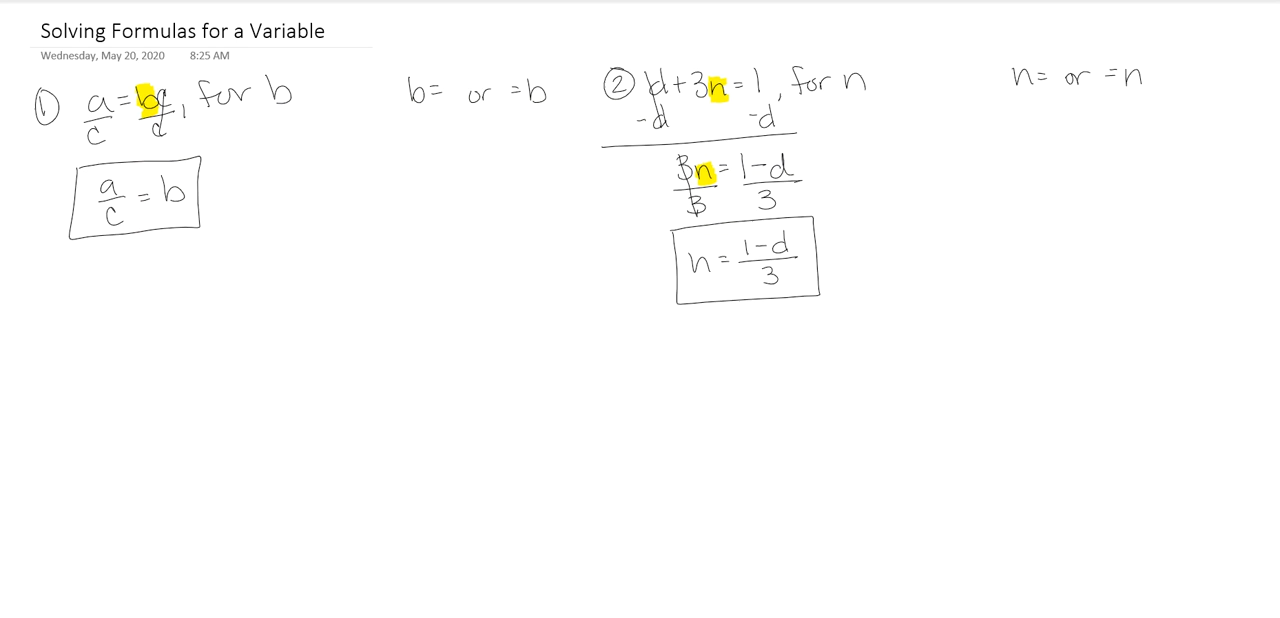 Solving Formulas for a Variable
Wednesday, May 20, 2020 8:25 AM
① a = bc, for b
c c
a/c = b
b= or =b
② d+3n=1, for n
-d -d
3n = 1-d
3 3
n = 1-d
3
n= or =n